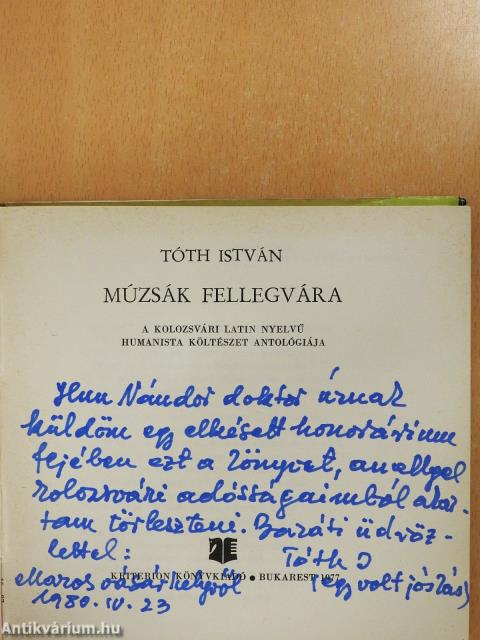 TÓTH ISTVÁN
MÚZSÁK FELLEGVÁRA
A KOLOZSVÁRI LATIN NYELVŰ
HUMANISTA KÖLTÉSZET ANTOLÓGIÁJA
Nándor doktor úrnak
küldöm egy elkésett honorárium
fejében ezt a könyvet, amellyel
kolozsvári adósságaimból akar-
tam törleszteni. Baráti üdvöz-
lettel:
Tóth I
KRITERION KÖNYVKIADÓ • BUKAREST 1977
Marosvásárhelyről
(egy volt jóslás)
1980. IV. 23
Antikvárium.hu